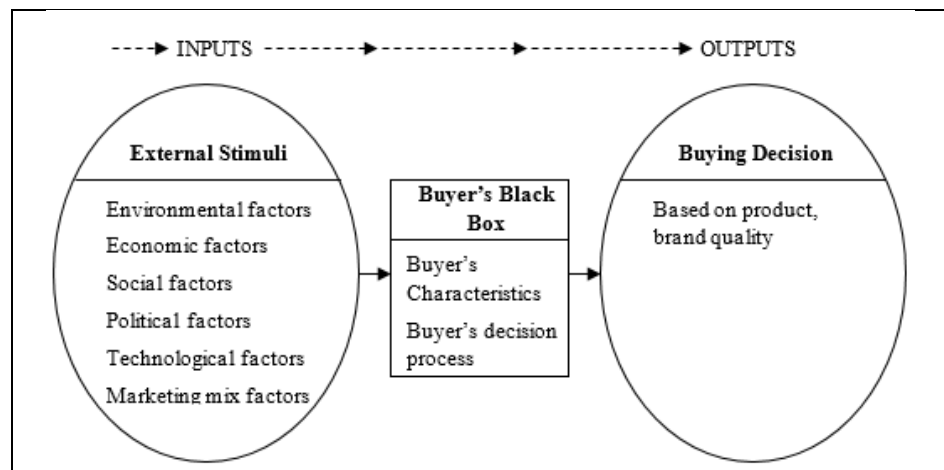 INPUTS
OUTPUTS
External Stimuli
Environmental factors
Economic factors
Social factors
Political factors
Technological factors
Marketing mix factors
Buyer’s Black
Box
Buyer’s
Characteristics
Buyer’s decision
process
Buying Decision
Based on product,
brand quality